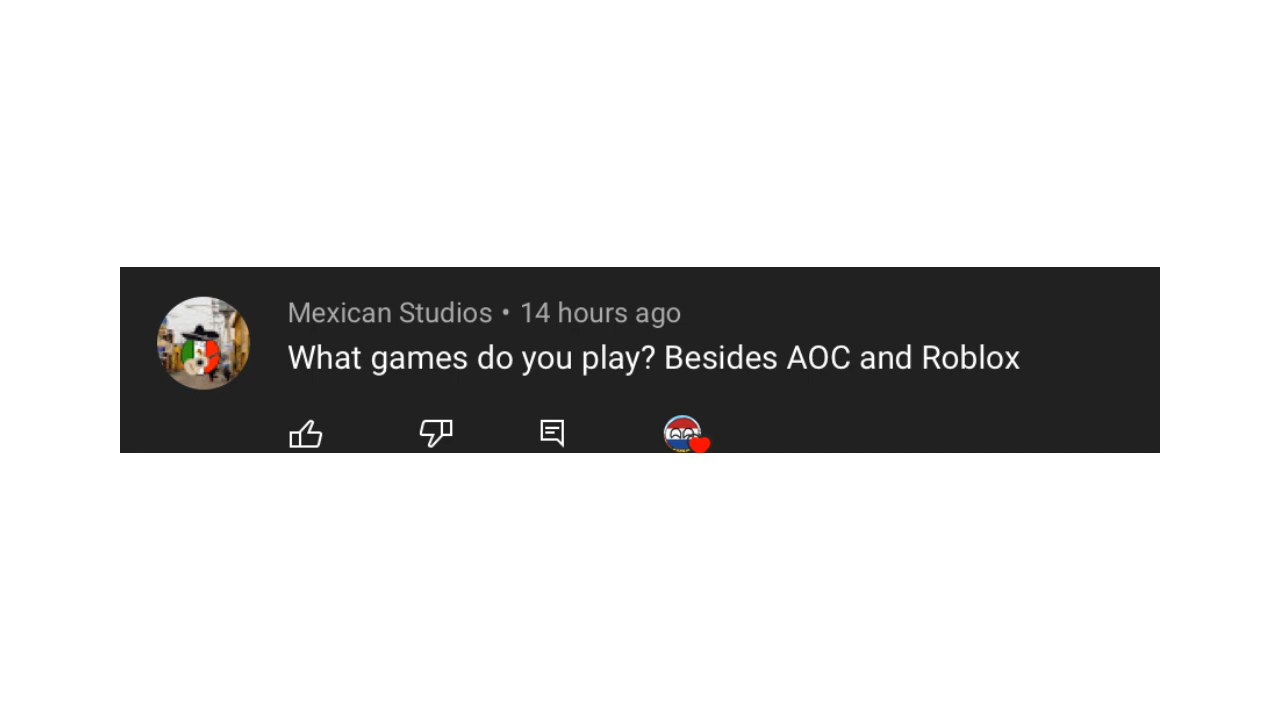 Mexican Studios • 14 hours ago
What games do you play? Besides AOC and Roblox